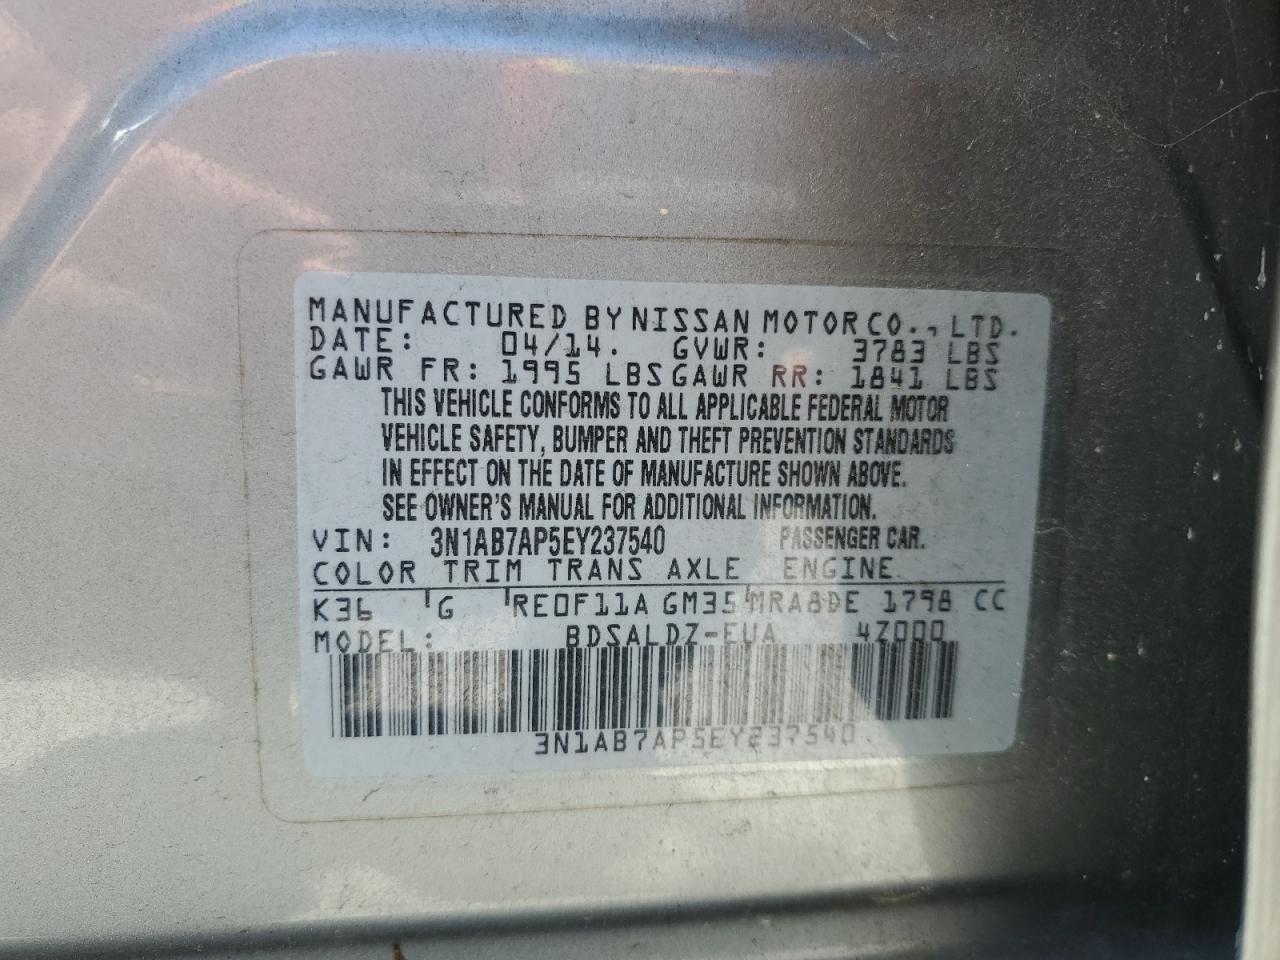 MANUFACTURED BY NISSAN MOTOR CO., LTD.
DATE: 04/14. GVWR: 3783 LBS
GAWR FR: 1995 LBS GAWR RR: 1841 LBS
THIS VEHICLE CONFORMS TO ALL APPLICABLE FEDERAL MOTOR
VEHICLE SAFETY, BUMPER AND THEFT PREVENTION STANDARDS
IN EFFECT ON THE DATE OF MANUFACTURE SHOWN ABOVE.
SEE OWNER'S MANUAL FOR ADDITIONAL INFORMATION.
VIN: 3N1AB7AP5EY237540 PASSENGER CAR.
COLOR TRIM TRANS AXLE ENGINE
K36 G RE0F11A GM35 MRA8DE 1798 CC
MODEL: BDSALDZ-EUA 4Z000
3N1AB7AP5EY237540